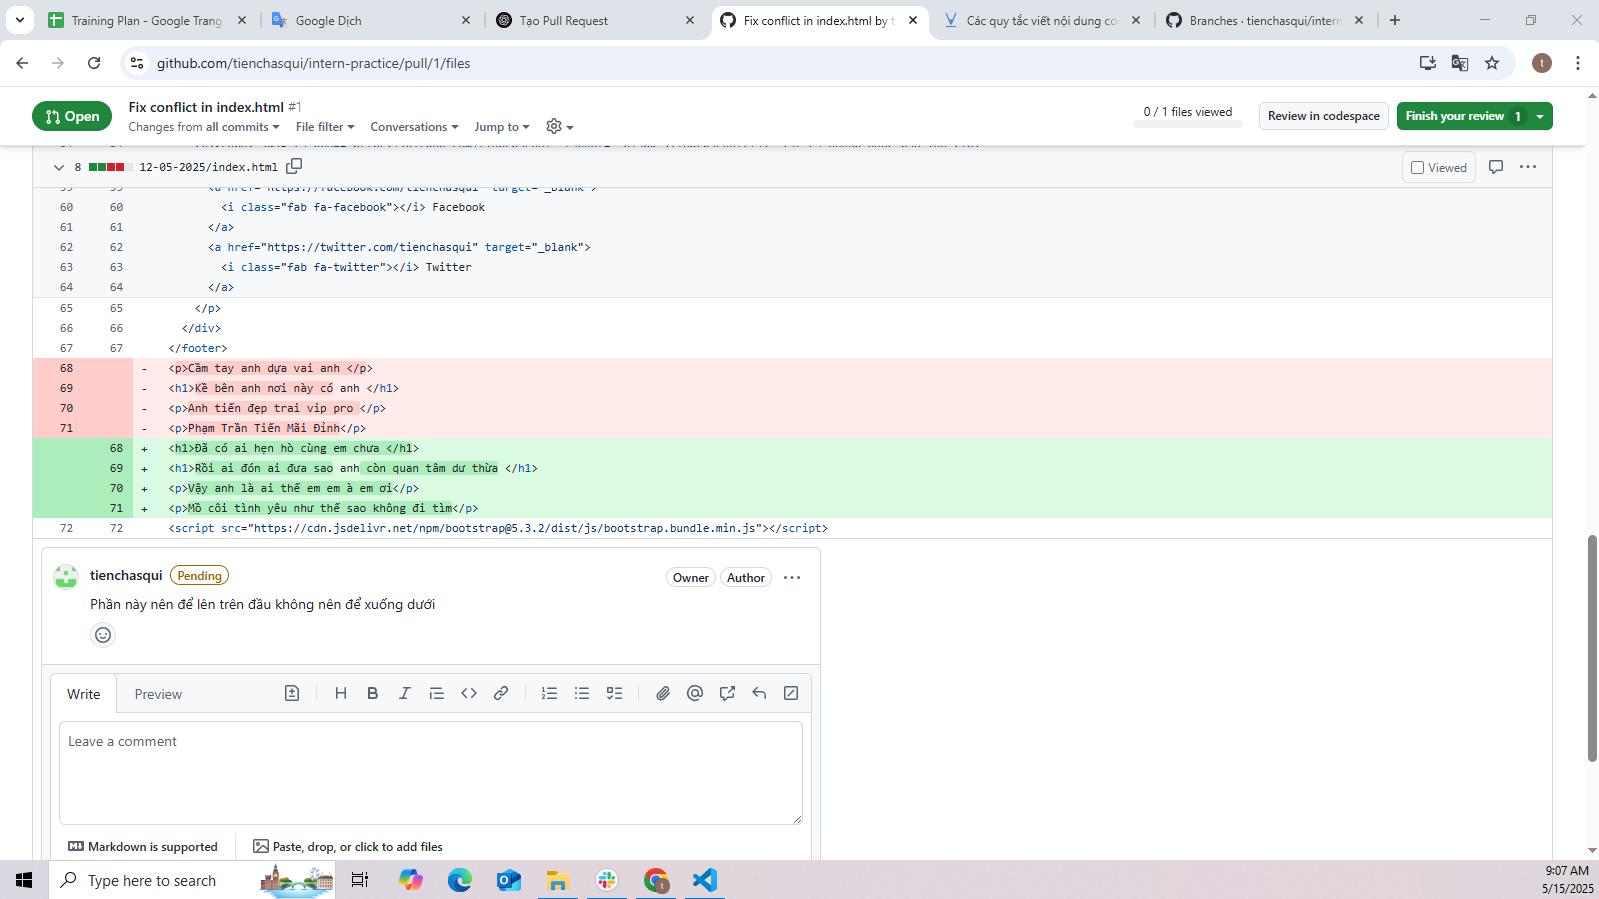 Training Plan - Google Trang
Google Dịch
Tạo Pull Request
Fix conflict in index.html by t
Các quy tắc viết nội dung co
Branches · tienchasqui/intern
github.com/tienchasqui/intern-practice/pull/1/files
t
Open
Fix conflict in index.html #1
Changes from all commits
File filter
Conversations
Jump to
0 / 1 files viewed
Review in codespace
Finish your review 1
8 12-05-2025/index.html
Viewed
59 59 <a href="https://facebook.com/tienchasqui" target="_blank">
60 60 <i class="fab fa-facebook"></i> Facebook
61 61 </a>
62 62 <a href="https://twitter.com/tienchasqui" target="_blank">
63 63 <i class="fab fa-twitter"></i> Twitter
64 64 </a>
65 65 </p>
66 66 </div>
67 67 </footer>
68 - <p>Cầm tay anh dựa vai anh </p>
69 - <h1>Kề bên anh nơi này có anh </h1>
70 - <p>Anh tiến đẹp trai vip pro </p>
71 - <p>Phạm Trần Tiến Mãi Đỉnh</p>
68 + <h1>Đã có ai hẹn hò cùng em chưa </h1>
69 + <h1>Rồi ai đón ai đưa sao anh còn quan tâm dư thừa </h1>
70 + <p>Vậy anh là ai thế em em à em ơi</p>
71 + <p>Mồ côi tình yêu như thế sao không đi tìm</p>
72 72 <script src="https://cdn.jsdelivr.net/npm/bootstrap@5.3.2/dist/js/bootstrap.bundle.min.js"></script>
tienchasqui Pending
Owner Author
Phần này nên để lên trên đầu không nên để xuống dưới
Write
Preview
Leave a comment
Markdown is supported
Paste, drop, or click to add files
Type here to search
9:07 AM
5/15/2025